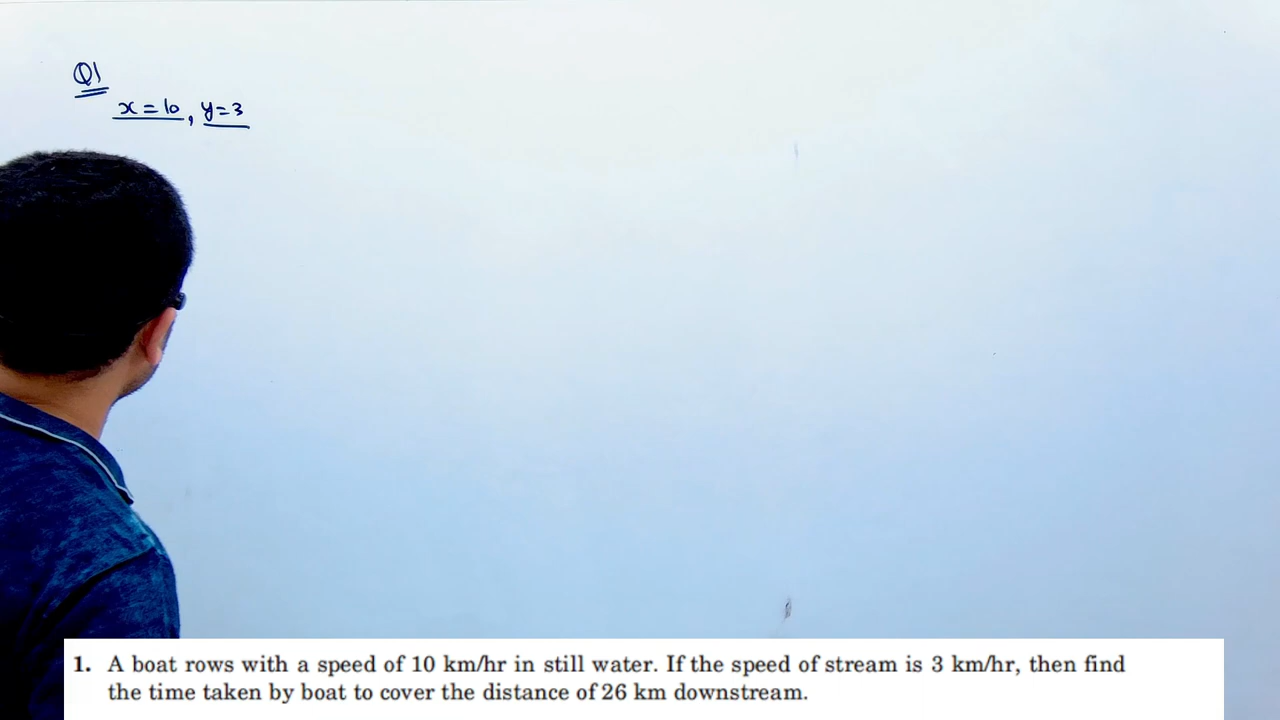 Q1
x = 10, y = 3
1. A boat rows with a speed of 10 km/hr in still water. If the speed of stream is 3 km/hr, then find
the time taken by boat to cover the distance of 26 km downstream.